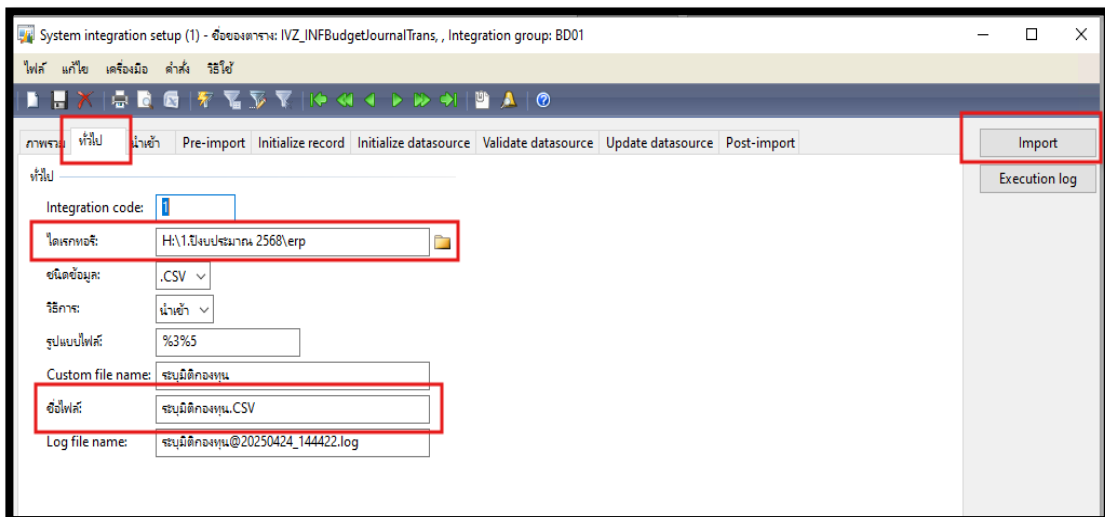 System integration setup (1) - ชื่อของตาราง: IVZ_INFBudgetJournalTrans, , Integration group: BD01
ไฟล์ แก้ไข เครื่องมือ คำสั่ง วิธีใช้
ภาพรวม ทั่วไป นำเข้า Pre-import Initialize record Initialize datasource Validate datasource Update datasource Post-import
Import
Execution log
ทั่วไป
Integration code: 1
ไดเรกทอรี: H:\1.ปีงบประมาณ 2568\erp
ชนิดข้อมูล: .CSV
วิธีการ: นำเข้า
รูปแบบไฟล์: %3%5
Custom file name: ระบุมิติกองทุน
ชื่อไฟล์: ระบุมิติกองทุน.CSV
Log file name: ระบุมิติกองทุน@20250424_144422.log